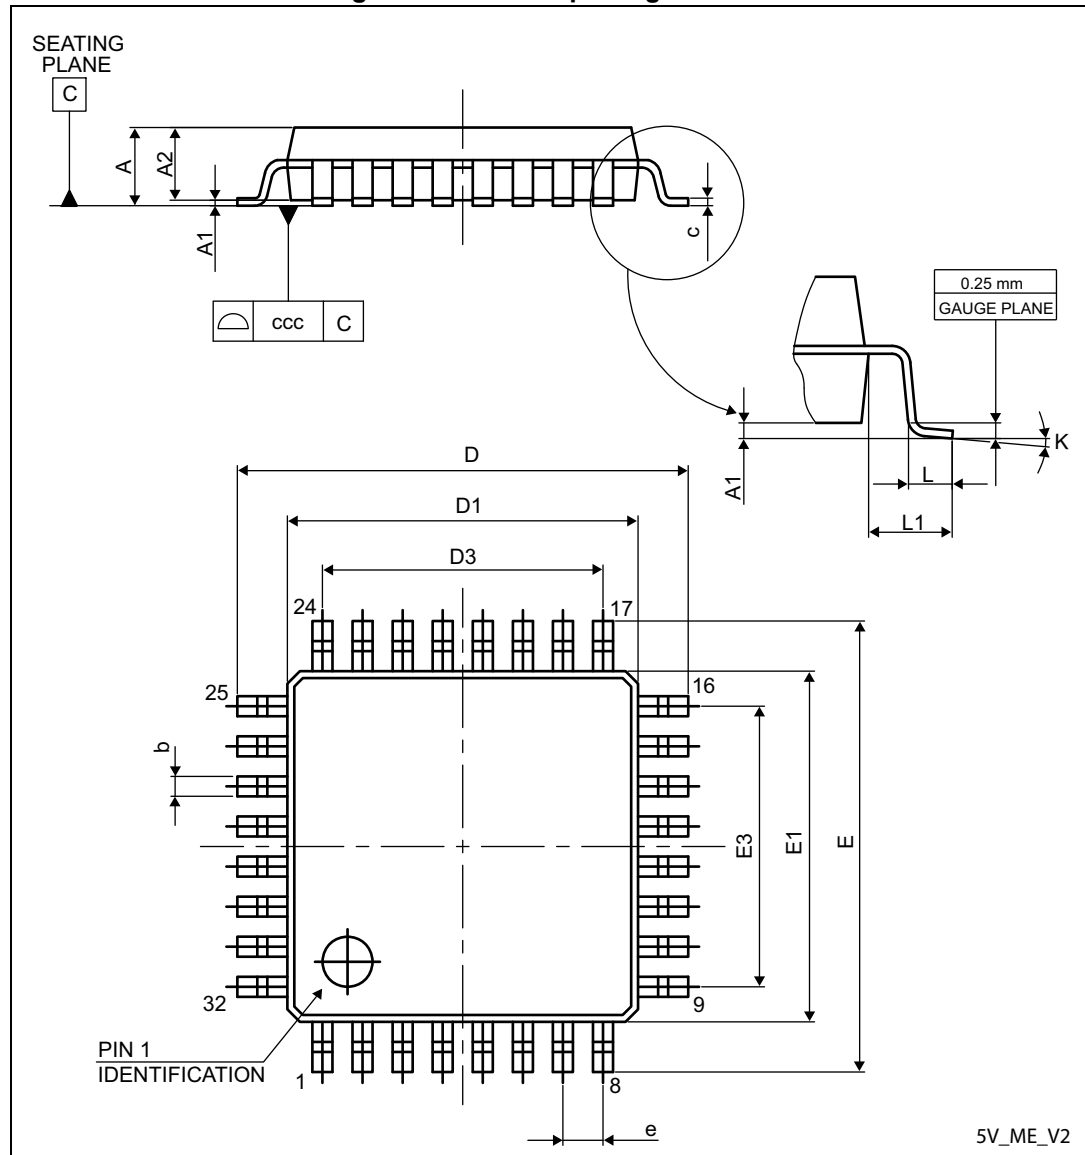 SEATING
PLANE
C
A
A2
A1
ccc
C
c
0.25 mm
GAUGE PLANE
K
A1
L
L1
D
D1
D3
24
17
25
16
b
E3
E1
E
32
9
PIN 1
IDENTIFICATION
1
8
e
5V_ME_V2